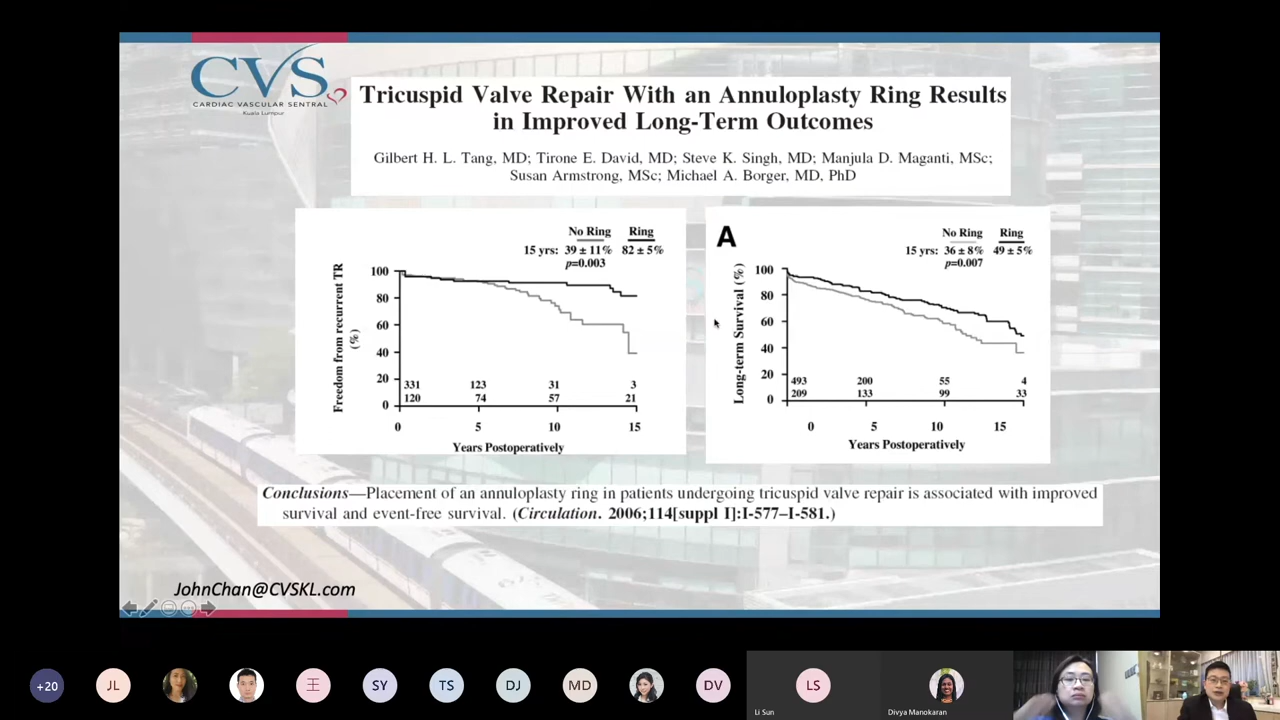 CVS
CARDIAC VASCULAR SENTRAL
Kuala Lumpur
Tricuspid Valve Repair With an Annuloplasty Ring Results
in Improved Long-Term Outcomes
Gilbert H. L. Tang, MD; Tirone E. David, MD; Steve K. Singh, MD; Manjula D. Maganti, MSc;
Susan Armstrong, MSc; Michael A. Borger, MD, PhD
No Ring Ring
15 yrs: 39 ± 11% 82 ± 5%
p=0.003
Freedom from recurrent TR
(%)
100
80
60
40
20
0
331 123 31 3
120 74 57 21
0 5 10 15
Years Postoperatively
A
No Ring Ring
15 yrs: 36 ± 8% 49 ± 5%
p=0.007
Long-term Survival (%)
100
80
60
40
20
0
493 200 55 4
209 133 99 33
0 5 10 15
Years Postoperatively
Conclusions—Placement of an annuloplasty ring in patients undergoing tricuspid valve repair is associated with improved
survival and event-free survival. (Circulation. 2006;114[suppl I]:I-577–I-581.)
JohnChan@CVSKL.com
+20 JL 王 SY TS DJ MD DV LS
Li Sun
Divya Manokaran